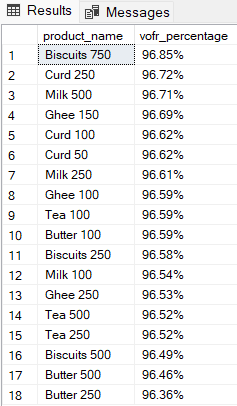 Results Messages
product_name vofr_percentage
1 Biscuits 750 96.85%
2 Curd 250 96.72%
3 Milk 500 96.71%
4 Ghee 150 96.69%
5 Curd 100 96.62%
6 Curd 50 96.62%
7 Milk 250 96.61%
8 Ghee 100 96.59%
9 Tea 100 96.59%
10 Butter 100 96.59%
11 Biscuits 250 96.58%
12 Milk 100 96.54%
13 Ghee 250 96.53%
14 Tea 500 96.52%
15 Tea 250 96.52%
16 Biscuits 500 96.49%
17 Butter 500 96.46%
18 Butter 250 96.36%